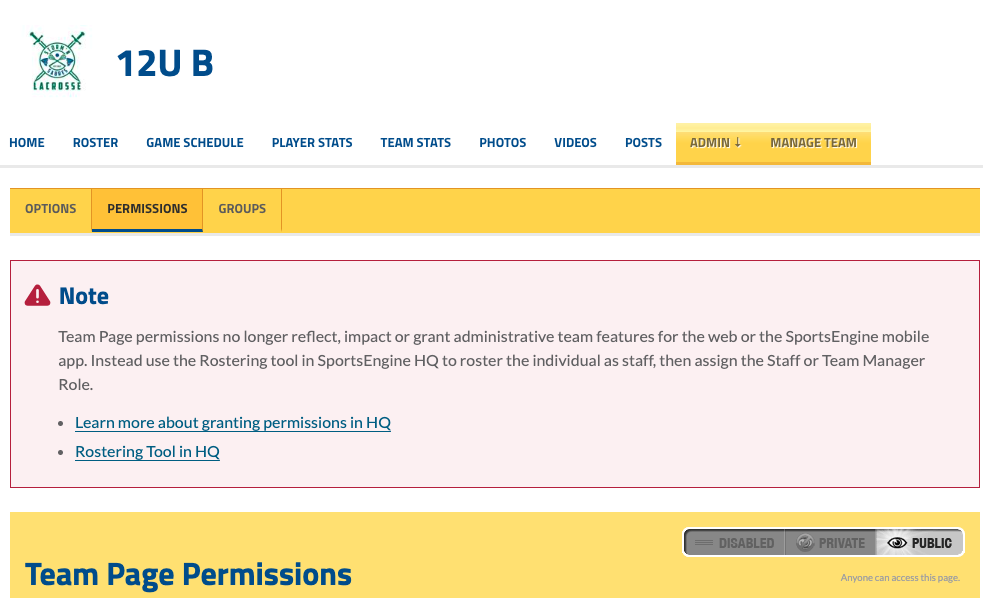 LACROSSE
12U B
HOME ROSTER GAME SCHEDULE PLAYER STATS TEAM STATS PHOTOS VIDEOS POSTS ADMIN ↓ MANAGE TEAM
OPTIONS PERMISSIONS GROUPS
Note
Team Page permissions no longer reflect, impact or grant administrative team features for the web or the SportsEngine mobile
app. Instead use the Rostering tool in SportsEngine HQ to roster the individual as staff, then assign the Staff or Team Manager
Role.
• Learn more about granting permissions in HQ
• Rostering Tool in HQ
DISABLED PRIVATE PUBLIC
Team Page Permissions
Anyone can access this page.